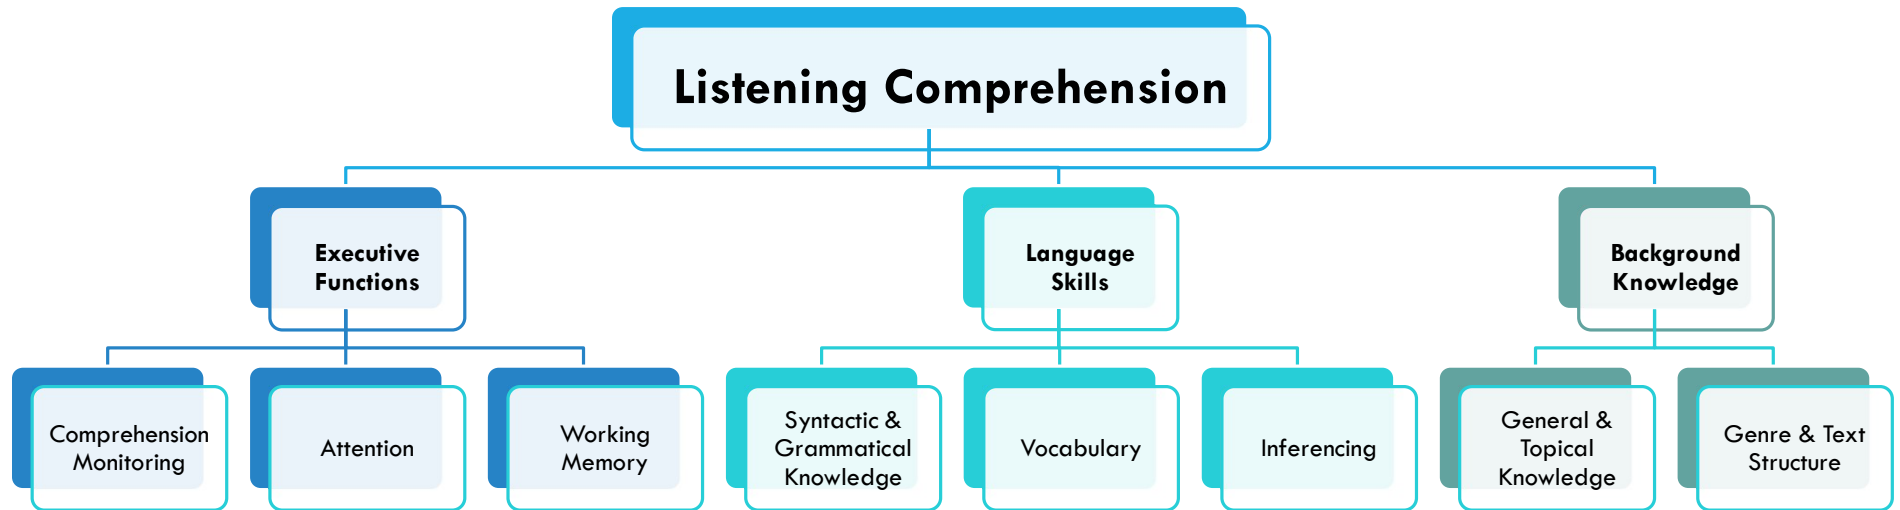 Listening Comprehension
Executive
Functions
Language
Skills
Background
Knowledge
Comprehension
Monitoring
Attention
Working
Memory
Syntactic &
Grammatical
Knowledge
Vocabulary
Inferencing
General &
Topical
Knowledge
Genre & Text
Structure